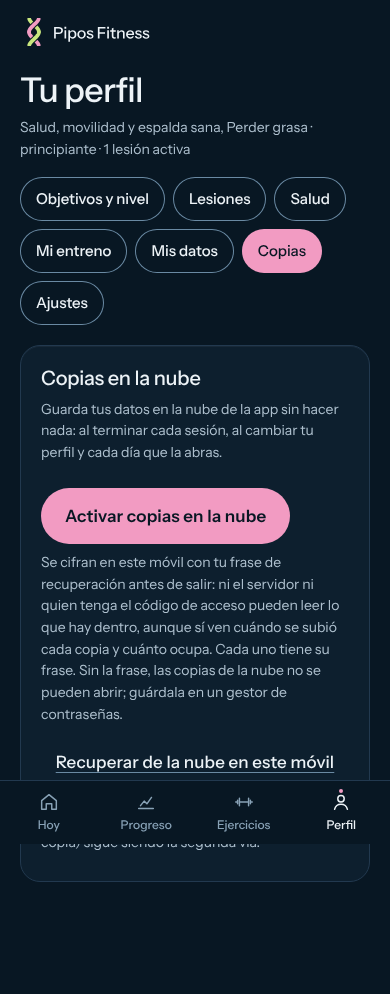 Pipos Fitness
Tu perfil
Salud, movilidad y espalda sana, Perder grasa ·
principiante · 1 lesión activa
Objetivos y nivel
Lesiones
Salud
Mi entreno
Mis datos
Copias
Ajustes
Copias en la nube
Guarda tus datos en la nube de la app sin hacer
nada: al terminar cada sesión, al cambiar tu
perfil y cada día que la abras.
Activar copias en la nube
Se cifran en este móvil con tu frase de
recuperación antes de salir: ni el servidor ni
quien tenga el código de acceso pueden leer lo
que hay dentro, aunque sí ven cuándo se subió
cada copia y cuánto ocupa. Cada uno tiene su
frase. Sin la frase, las copias de la nube no se
pueden abrir; guárdala en un gestor de
contraseñas.
Recuperar de la nube en este móvil
Hoy
Progreso
Ejercicios
Perfil
copia) sigue siendo la segunda vía.